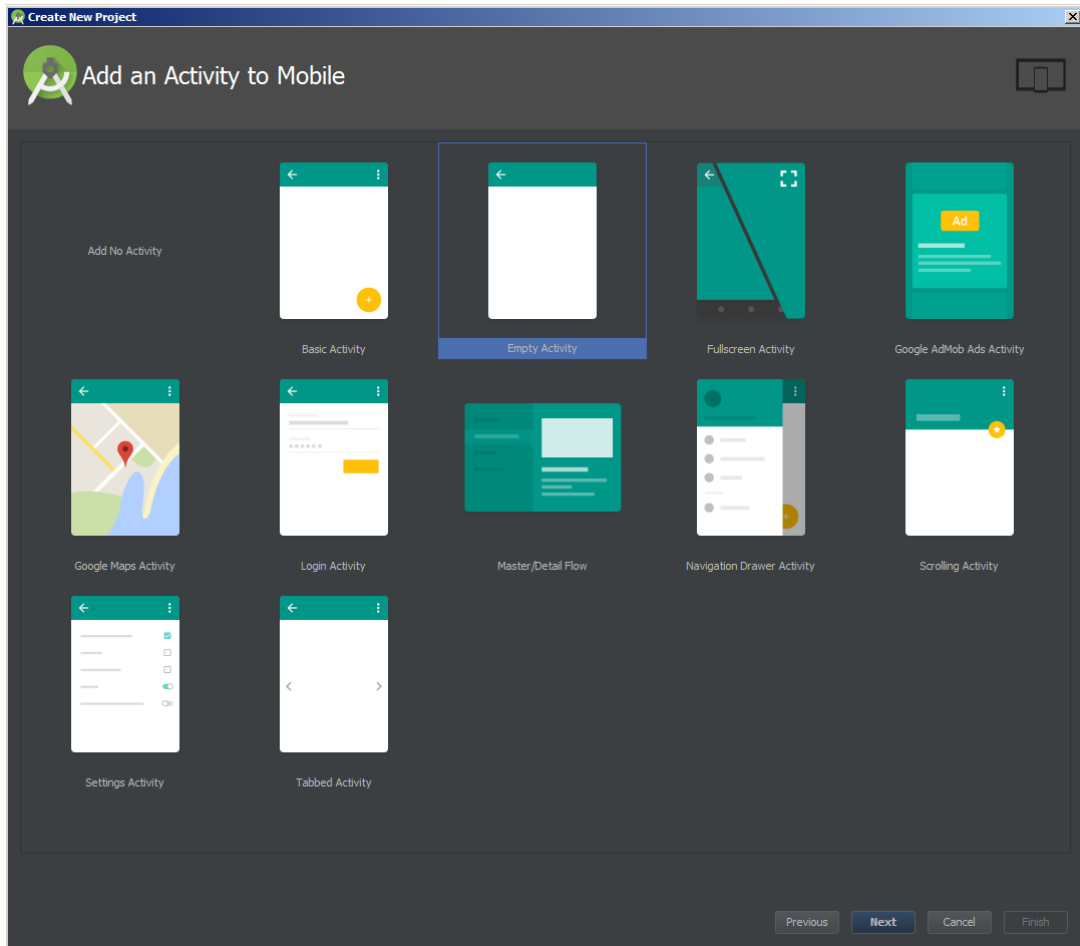 Create New Project
Add an Activity to Mobile
Add No Activity
Basic Activity
Empty Activity
Fullscreen Activity
Ad
Google AdMob Ads Activity
Google Maps Activity
Login Activity
Master/Detail Flow
Navigation Drawer Activity
Scrolling Activity
Settings Activity
Tabbed Activity
Previous
Next
Cancel
Finish